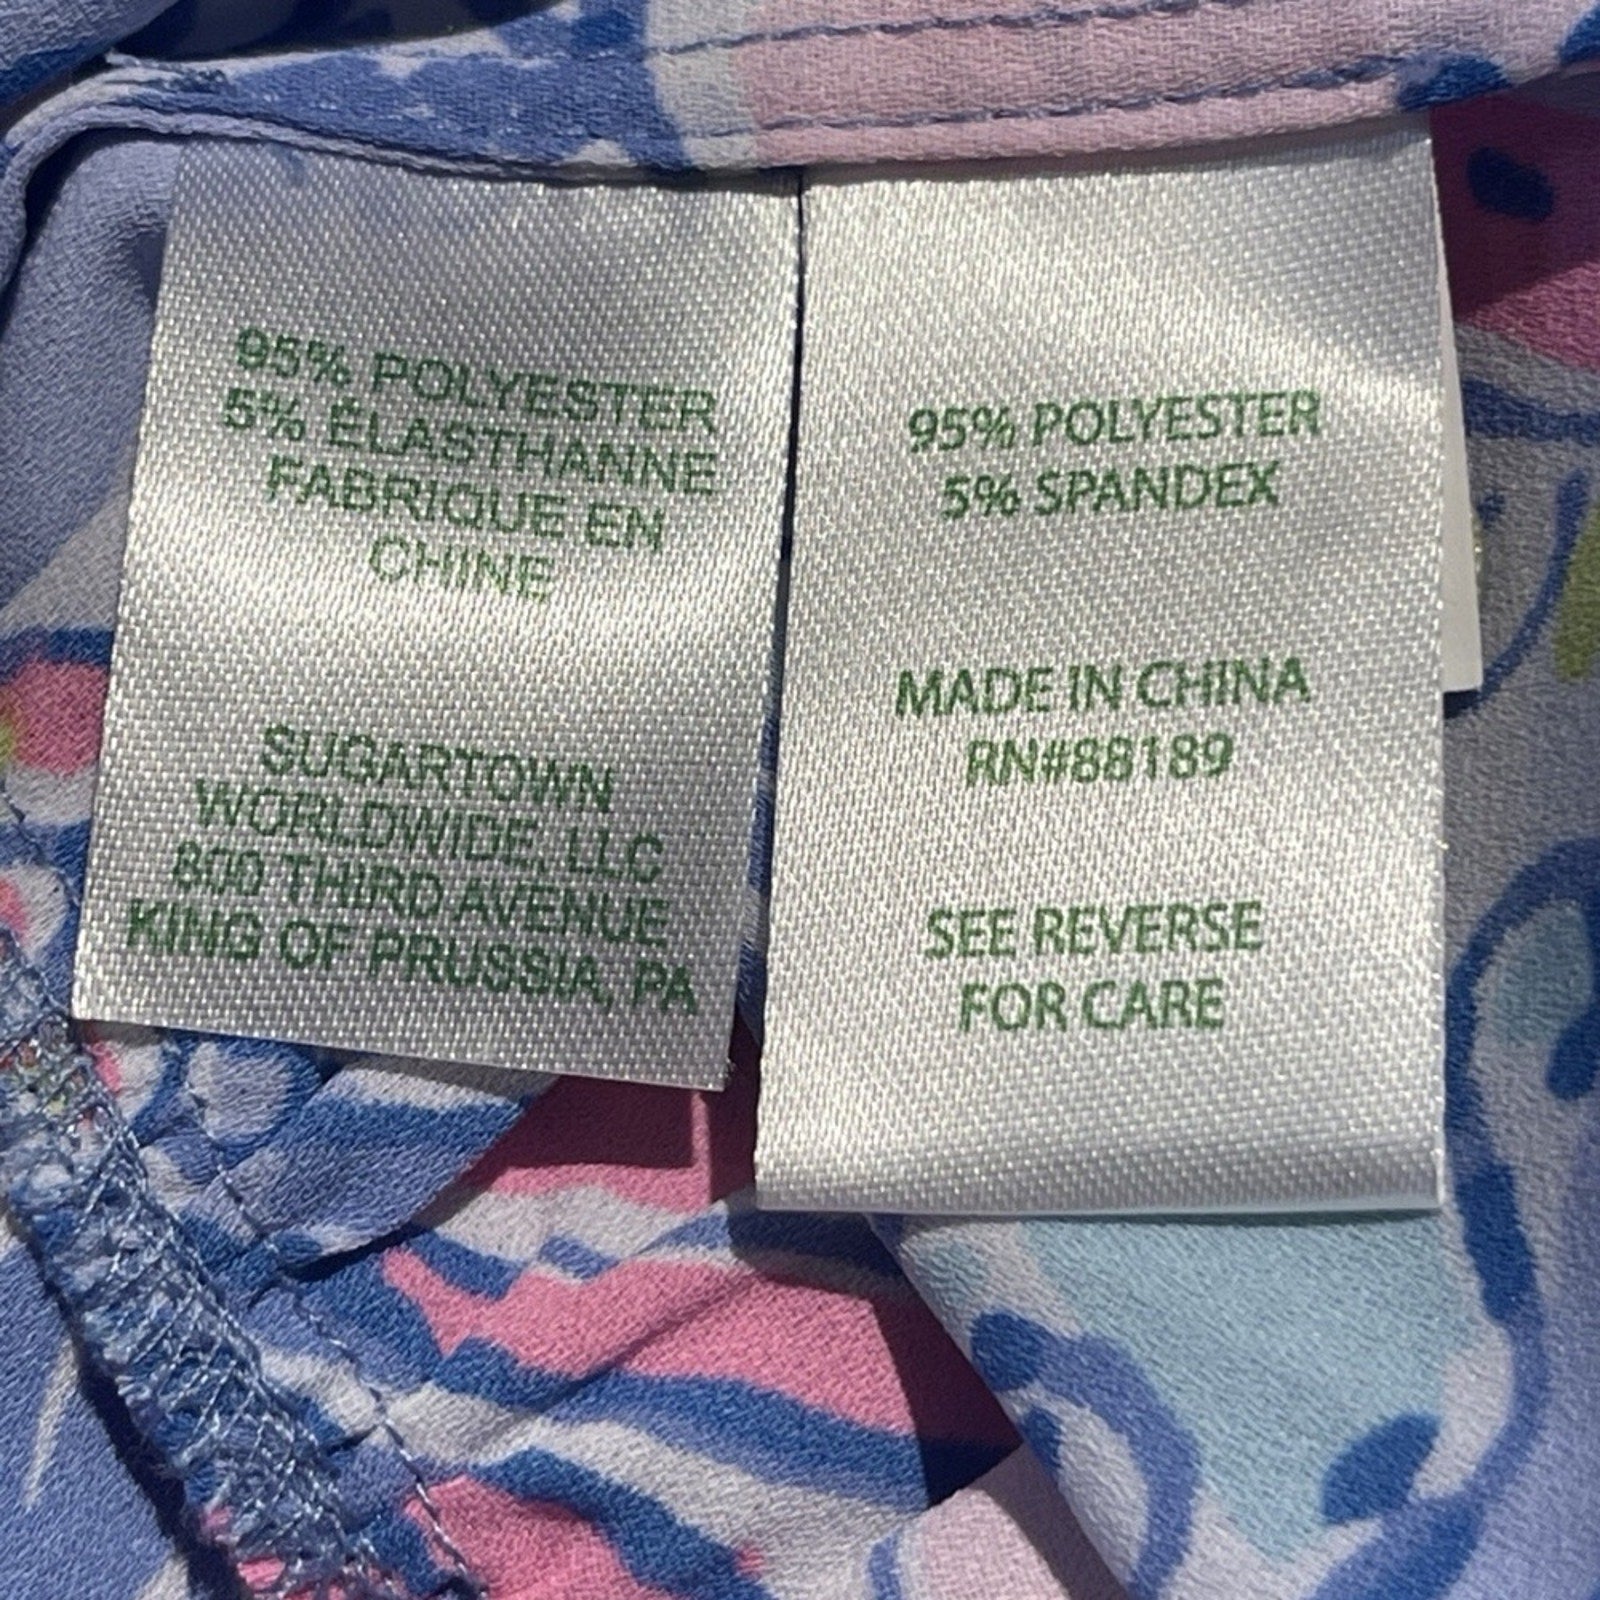 95% POLYESTER
5% ÉLASTHANNE
FABRIQUE EN
CHINE
SUGARTOWN
WORLDWIDE, LLC
800 THIRD AVENUE
KING OF PRUSSIA, PA
95% POLYESTER
5% SPANDEX
MADE IN CHINA
RN#88189
SEE REVERSE
FOR CARE